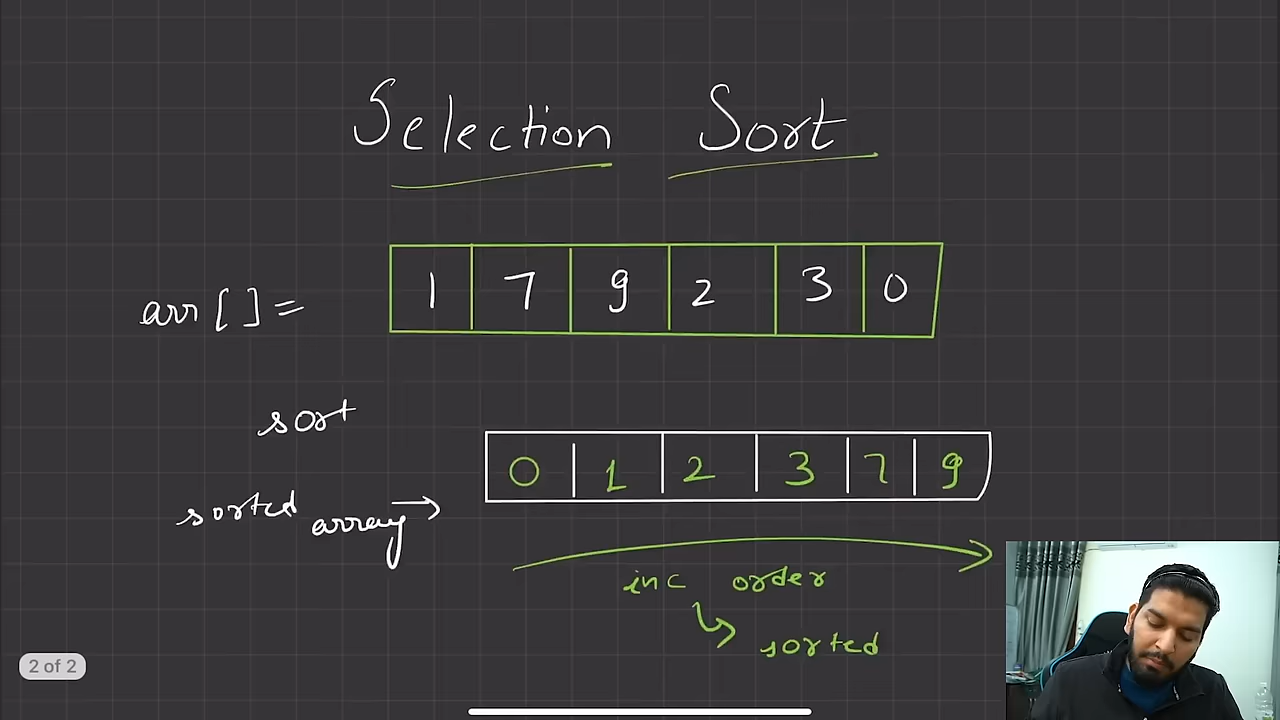 Selection Sort
arr [ ] = 1 7 9 2 3 0
sort
sorted array → 0 1 2 3 7 9
inc order
sorted
2 of 2